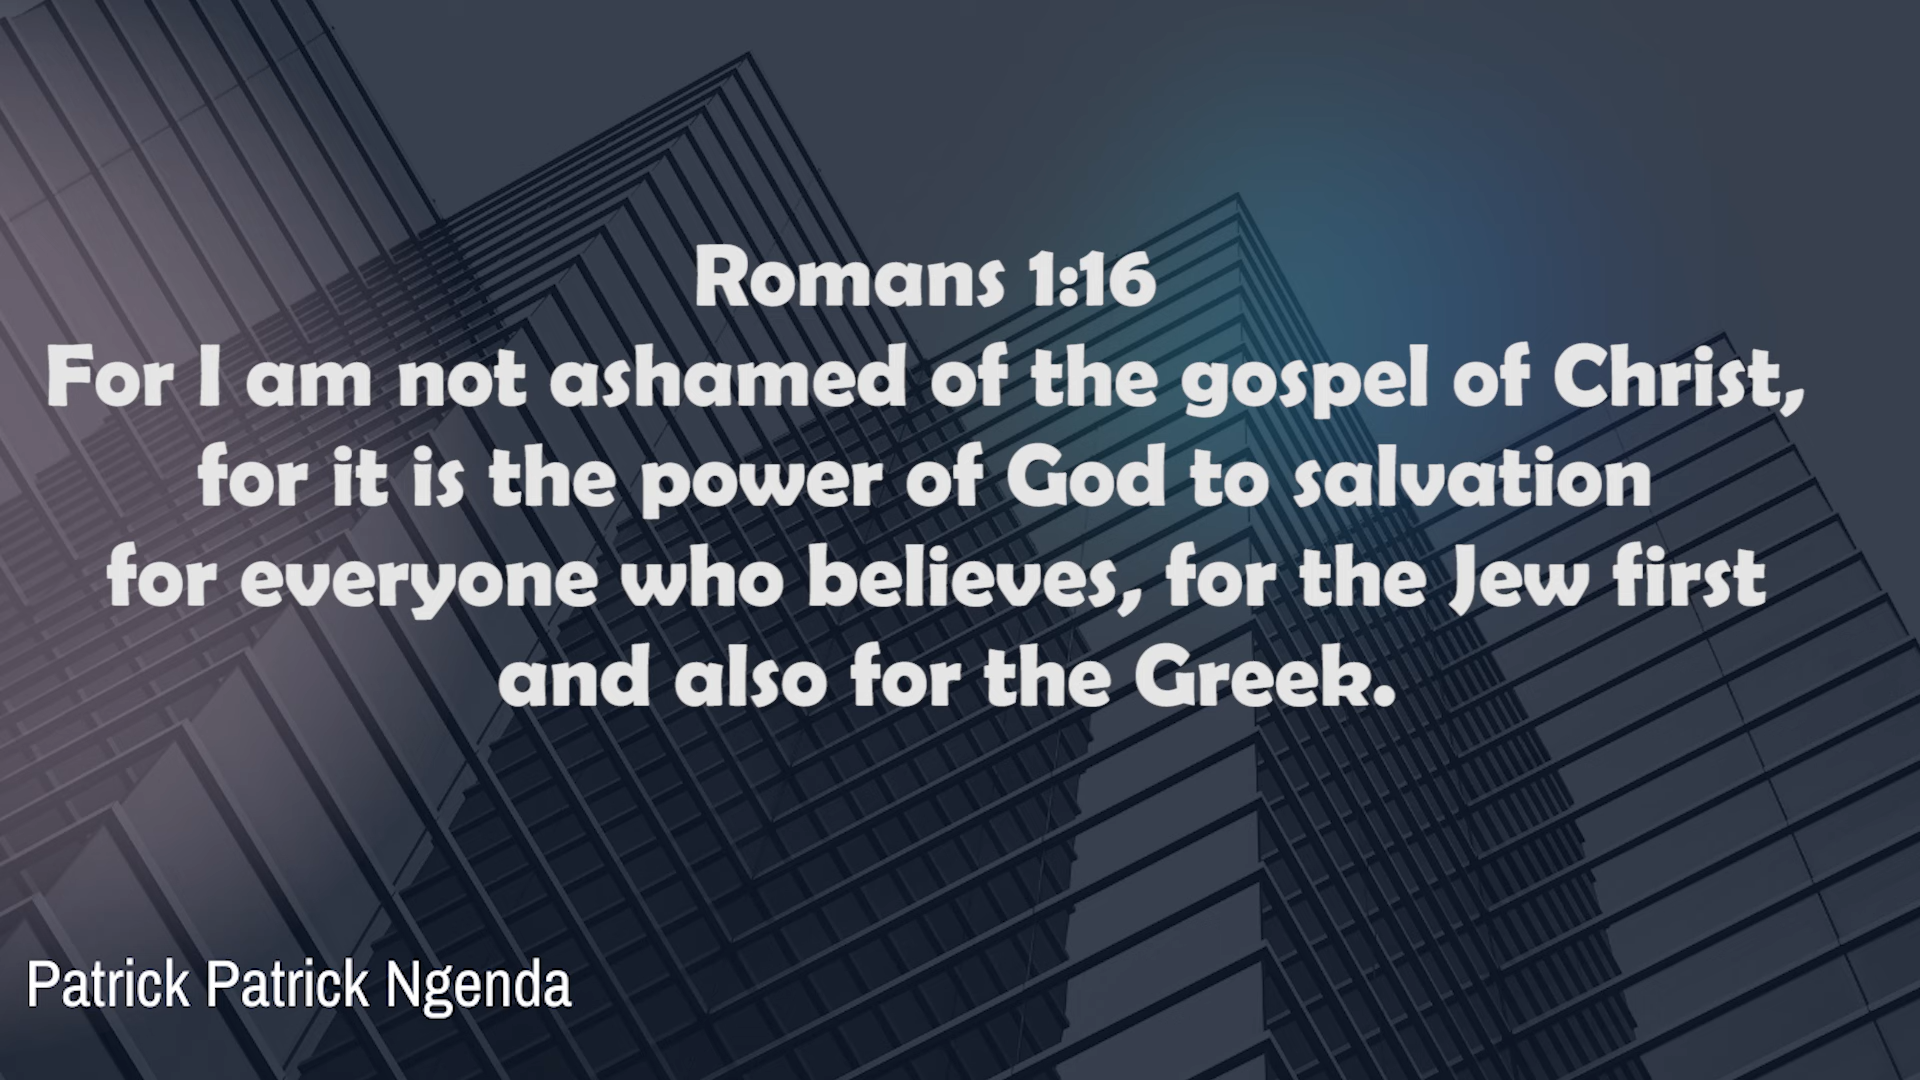 Romans 1:16
For I am not ashamed of the gospel of Christ,
for it is the power of God to salvation
for everyone who believes, for the Jew first
and also for the Greek.
Patrick Patrick Ngenda